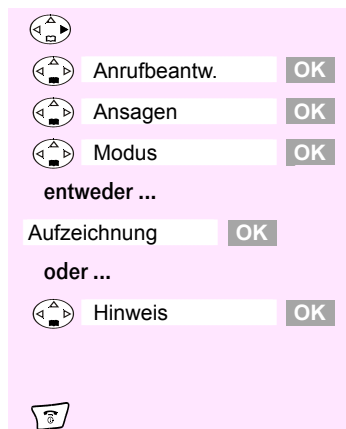 Anrufbeantw. OK
Ansagen OK
Modus OK
entweder ...
Aufzeichnung OK
oder ...
Hinweis OK